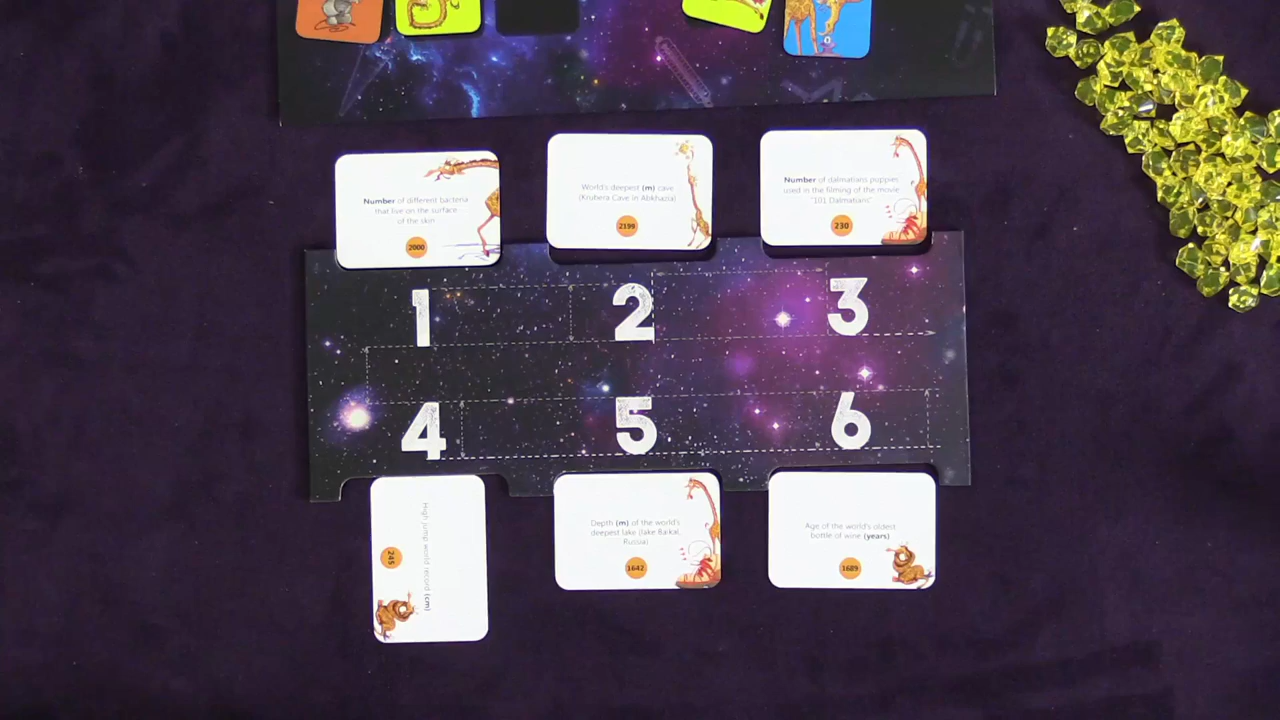 Number of different bacteria
that live on the surface
of the skin
2000
World's deepest (m) cave
(Krubera Cave in Abkhazia)
2199
Number of dalmatians puppies
used in the filming of the movie
"101 Dalmatians"
230
1
2
3
4
5
6
High jump world record (cm)
245
Depth (m) of the world's
deepest lake (lake Baikal,
Russia)
1642
Age of the world's oldest
bottle of wine (years)
1689